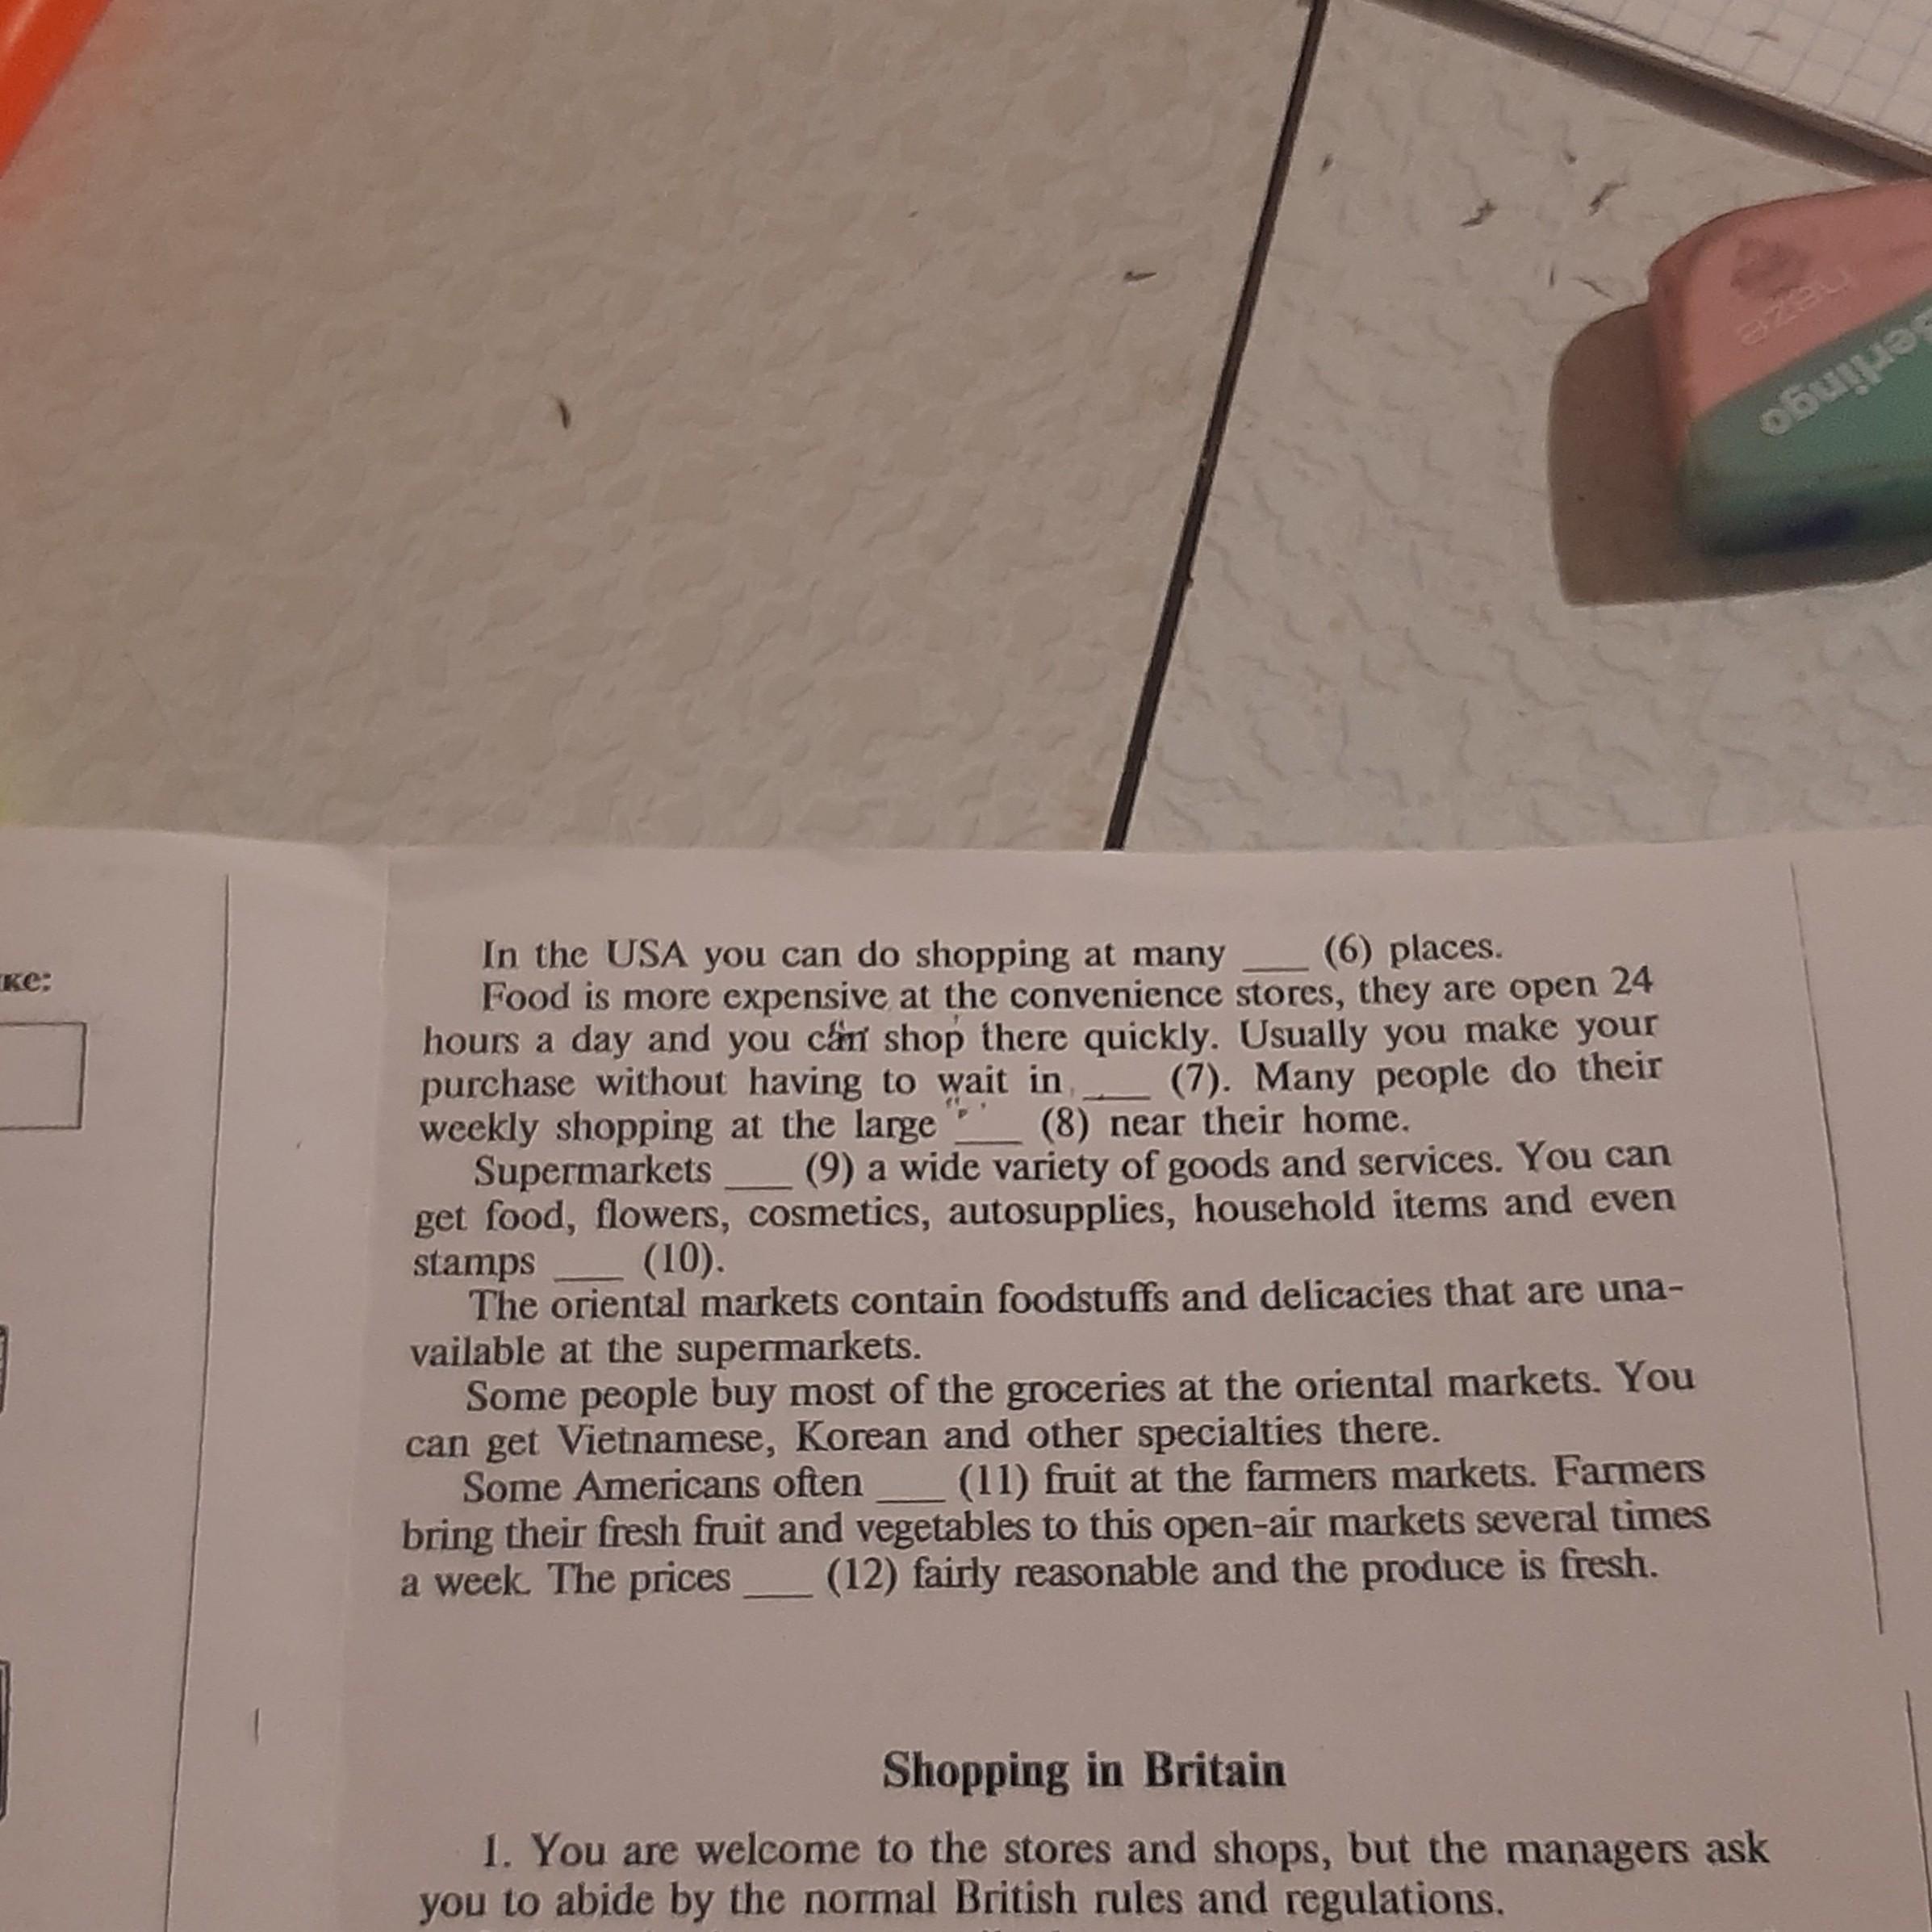 haze
Berlingo
ке:
In the USA you can do shopping at many ___ (6) places.
Food is more expensive at the convenience stores, they are open 24
hours a day and you can shop there quickly. Usually you make your
purchase without having to wait in ___ (7). Many people do their
weekly shopping at the large ___ (8) near their home.
Supermarkets ___ (9) a wide variety of goods and services. You can
get food, flowers, cosmetics, autosupplies, household items and even
stamps ___ (10).
The oriental markets contain foodstuffs and delicacies that are una-
vailable at the supermarkets.
Some people buy most of the groceries at the oriental markets. You
can get Vietnamese, Korean and other specialties there.
Some Americans often ___ (11) fruit at the farmers markets. Farmers
bring their fresh fruit and vegetables to this open-air markets several times
a week. The prices ___ (12) fairly reasonable and the produce is fresh.
Shopping in Britain
1. You are welcome to the stores and shops, but the managers ask
you to abide by the normal British rules and regulations.